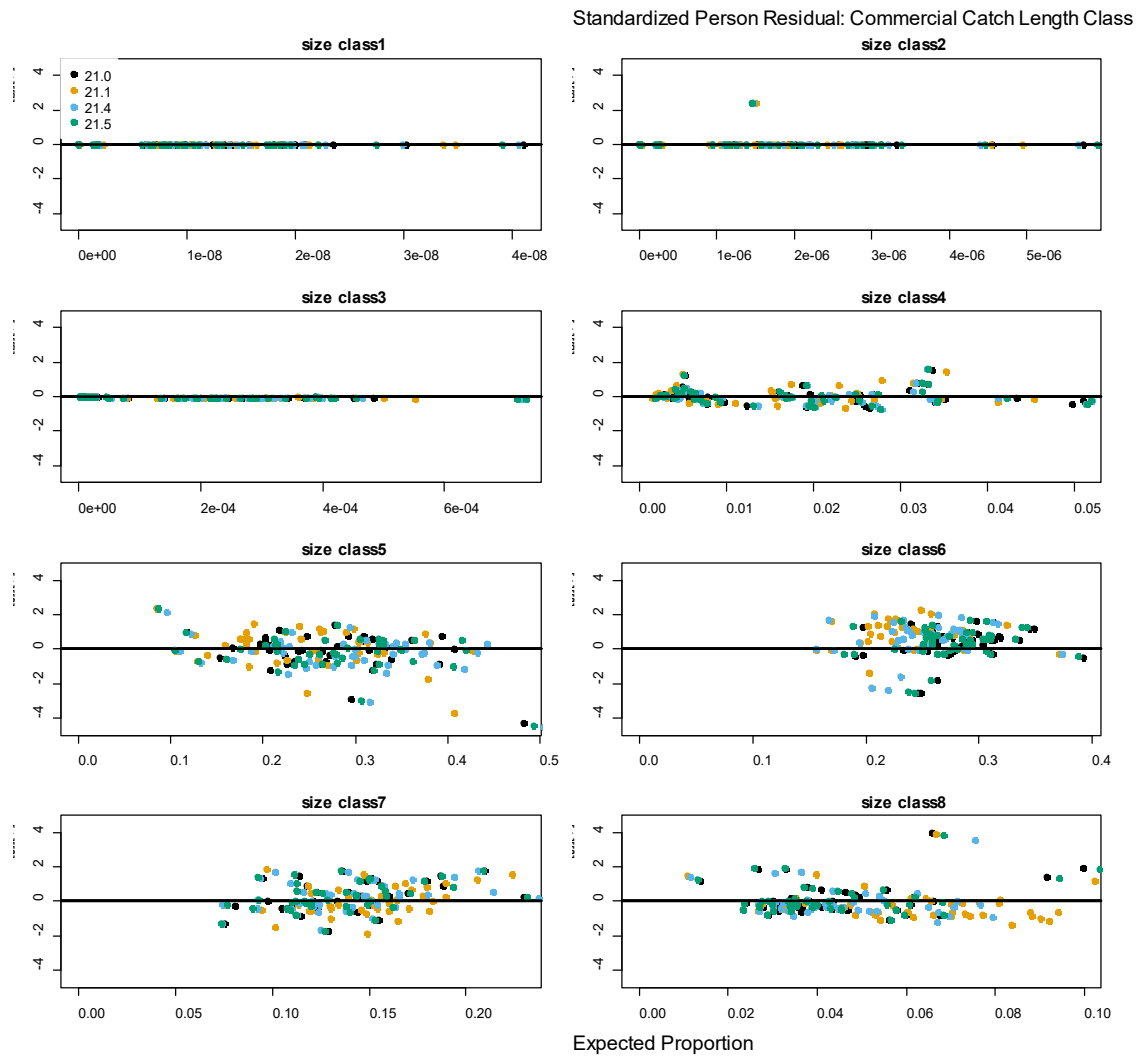 Standardized Person Residual: Commercial Catch Length Class
size class1
size class2
4
2
0
-2
-4
21.0
21.1
21.4
21.5
0e+00 1e-08 2e-08 3e-08 4e-08
4
2
0
-2
-4
0e+00 1e-06 2e-06 3e-06 4e-06 5e-06
size class3
size class4
4
2
0
-2
-4
0e+00 2e-04 4e-04 6e-04
4
2
0
-2
-4
0.00 0.01 0.02 0.03 0.04 0.05
size class5
size class6
4
2
0
-2
-4
0.0 0.1 0.2 0.3 0.4 0.5
4
2
0
-2
-4
0.0 0.1 0.2 0.3 0.4
size class7
size class8
4
2
0
-2
-4
0.00 0.05 0.10 0.15 0.20
4
2
0
-2
-4
0.00 0.02 0.04 0.06 0.08 0.10
Expected Proportion